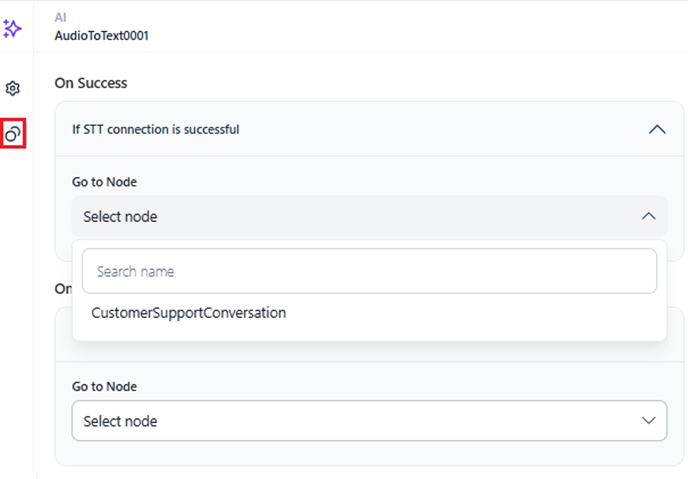 AI
AudioToText0001
On Success
If STT connection is successful
Go to Node
Select node
Search name
CustomerSupportConversation
On
Go to Node
Select node